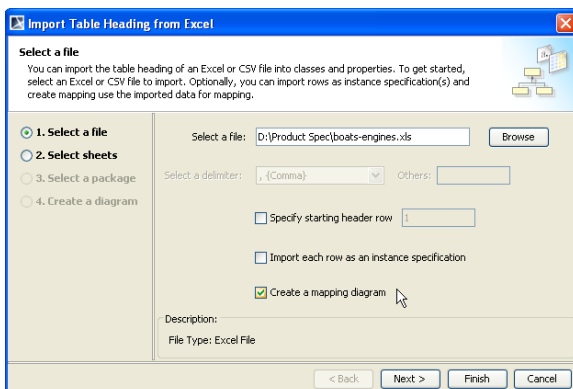 Import Table Heading from Excel
Select a file
You can import the table heading of an Excel or CSV file into classes and properties. To get started,
select an Excel or CSV file to import. Optionally, you can import rows as instance specification(s) and
create mapping use the imported data for mapping.
1. Select a file
2. Select sheets
3. Select a package
4. Create a diagram
Select a file: D:\Product Spec\boats-engines.xls Browse
Select a delimiter: , {Comma} Others:
Specify starting header row 1
Import each row as an instance specification
Create a mapping diagram
Description:
File Type: Excel File
< Back Next > Finish Cancel